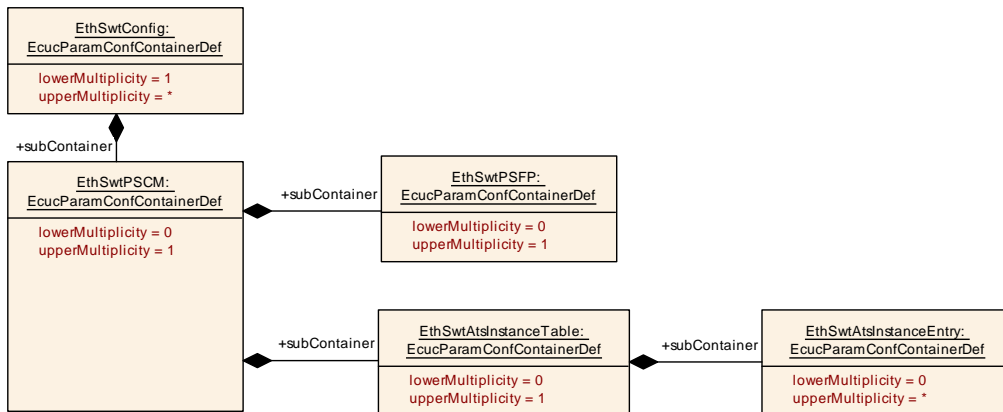 EthSwtConfig:
EcucParamConfContainerDef
lowerMultiplicity = 1
upperMultiplicity = *
+subContainer
EthSwtPSCM:
EcucParamConfContainerDef
lowerMultiplicity = 0
upperMultiplicity = 1
+subContainer
EthSwtPSFP:
EcucParamConfContainerDef
lowerMultiplicity = 0
upperMultiplicity = 1
+subContainer
EthSwtAtsInstanceTable:
EcucParamConfContainerDef
lowerMultiplicity = 0
upperMultiplicity = 1
+subContainer
EthSwtAtsInstanceEntry:
EcucParamConfContainerDef
lowerMultiplicity = 0
upperMultiplicity = *